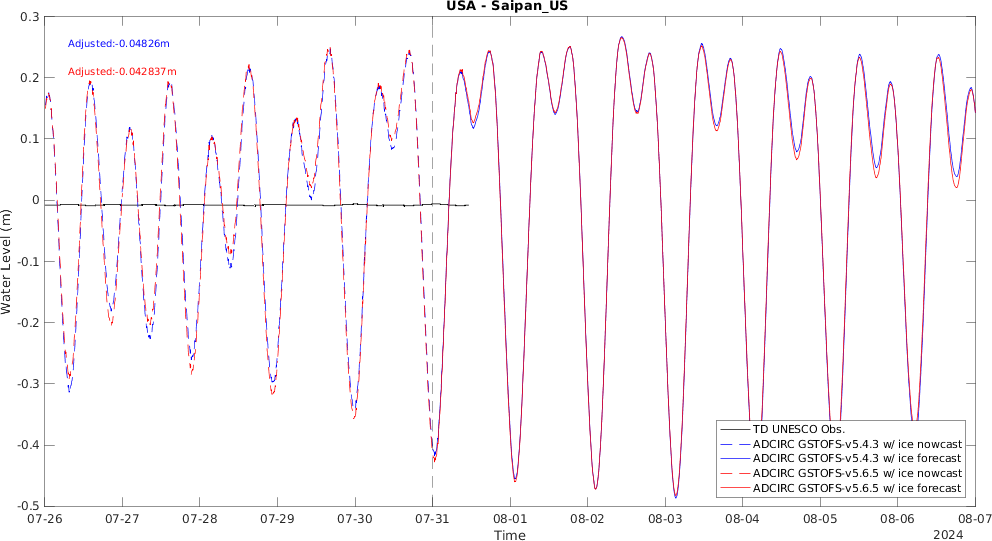 USA - Saipan_US
0.3
0.2
0.1
0
-0.1
-0.2
-0.3
-0.4
-0.5
Water Level (m)
Adjusted:-0.04826m
Adjusted:-0.042837m
TD UNESCO Obs.
ADCIRC GSTOFS-v5.4.3 w/ ice nowcast
ADCIRC GSTOFS-v5.4.3 w/ ice forecast
ADCIRC GSTOFS-v5.6.5 w/ ice nowcast
ADCIRC GSTOFS-v5.6.5 w/ ice forecast
07-26 07-27 07-28 07-29 07-30 07-31 08-01 08-02 08-03 08-04 08-05 08-06 08-07
Time
2024